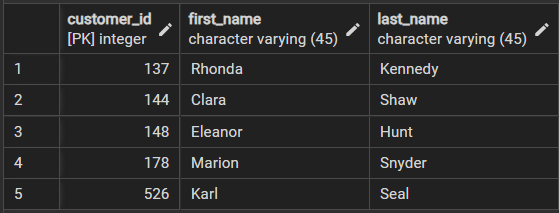 customer_id first_name last_name
[PK] integer character varying (45) character varying (45)
1 137 Rhonda Kennedy
2 144 Clara Shaw
3 148 Eleanor Hunt
4 178 Marion Snyder
5 526 Karl Seal